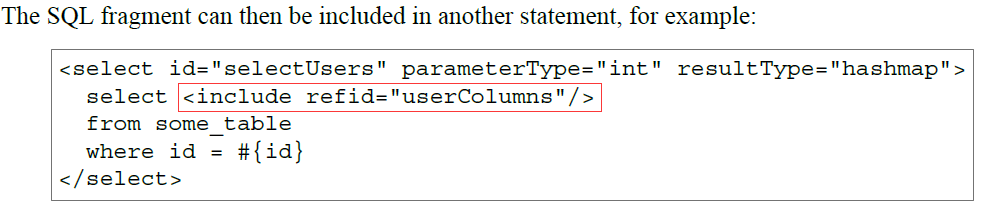 The SQL fragment can then be included in another statement, for example:
<select id="selectUsers" parameterType="int" resultType="hashmap">
select <include refid="userColumns"/>
from some_table
where id = #{id}
</select>